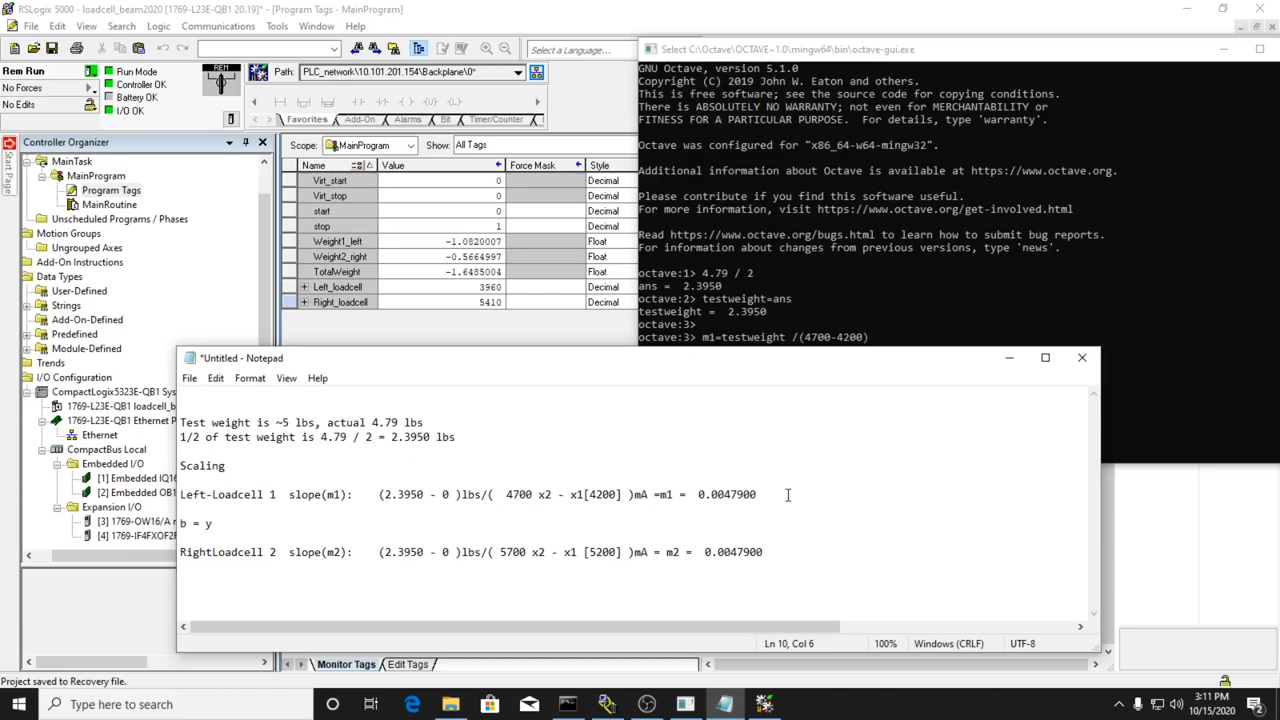 RSLogix 5000 - loadcell_beam2020 [1769-L23E-QB1 20.19]* - [Program Tags - MainProgram]
File Edit View Search Logic Communications Tools Window Help
Select a Language...
Rem Run
No Forces
No Edits
Run Mode
Controller OK
Battery OK
I/O OK
REM
Path: PLC_network\10.101.201.154\Backplane\0*
Favorites Add-On Alarms Bit Timer/Counter
Start Page
Controller Organizer
MainTask
MainProgram
Program Tags
MainRoutine
Unscheduled Programs / Phases
Motion Groups
Ungrouped Axes
Add-On Instructions
Data Types
User-Defined
Strings
Add-On-Defined
Predefined
Module-Defined
Trends
I/O Configuration
CompactLogix5323E-QB1 Sys
1769-L23E-QB1 loadcell_b
1769-L23E-QB1 Ethernet P
Ethernet
CompactBus Local
Embedded I/O
[1] Embedded IQ16
[2] Embedded OB1
Expansion I/O
[3] 1769-OW16/A r
[4] 1769-IF4FXOF2F
Scope: MainProgram Show: All Tags
Name Value Force Mask Style
Virt_start 0 Decimal
Virt_stop 0 Decimal
start 0 Decimal
stop 1 Decimal
Weight1_left -1.0820007 Float
Weight2_right -0.5664997 Float
TotalWeight -1.6485004 Float
Left_loadcell 3960 Decimal
Right_loadcell 5410 Decimal
Select C:\Octave\OCTAVE~1.0\mingw64\bin\octave-gui.exe
GNU Octave, version 5.1.0
Copyright (C) 2019 John W. Eaton and others.
This is free software; see the source code for copying conditions.
There is ABSOLUTELY NO WARRANTY; not even for MERCHANTABILITY or
FITNESS FOR A PARTICULAR PURPOSE.  For details, type 'warranty'.
Octave was configured for "x86_64-w64-mingw32".
Additional information about Octave is available at https://www.octave.org.
Please contribute if you find this software useful.
For more information, visit https://www.octave.org/get-involved.html
Read https://www.octave.org/bugs.html to learn how to submit bug reports.
For information about changes from previous versions, type 'news'.
octave:1> 4.79 / 2
ans =  2.3950
octave:2> testweight=ans
testweight =  2.3950
octave:3>
octave:3> m1=testweight /(4700-4200)
*Untitled - Notepad
File Edit Format View Help
Test weight is ~5 lbs, actual 4.79 lbs
1/2 of test weight is 4.79 / 2 = 2.3950 lbs
Scaling
Left-Loadcell 1  slope(m1):    (2.3950 - 0 )lbs/(  4700 x2 - x1[4200] )mA =m1 =  0.0047900
b = y
RightLoadcell 2  slope(m2):    (2.3950 - 0 )lbs/( 5700 x2 - x1 [5200] )mA = m2 =  0.0047900
Ln 10, Col 6 100% Windows (CRLF) UTF-8
Monitor Tags Edit Tags
Project saved to Recovery file.
Type here to search
3:11 PM
10/15/2020
2